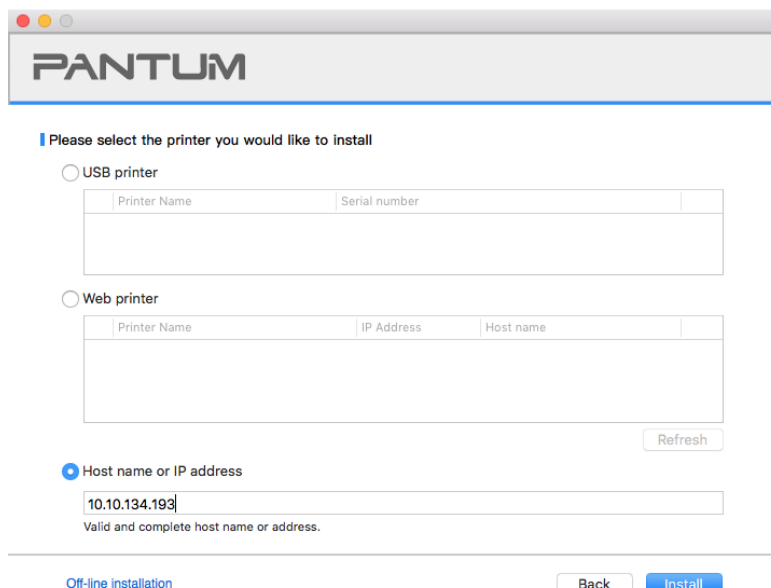 PANTUM
Please select the printer you would like to install
USB printer
Printer Name Serial number
Web printer
Printer Name IP Address Host name
Refresh
Host name or IP address
10.10.134.193
Valid and complete host name or address.
Off-line installation Back Install